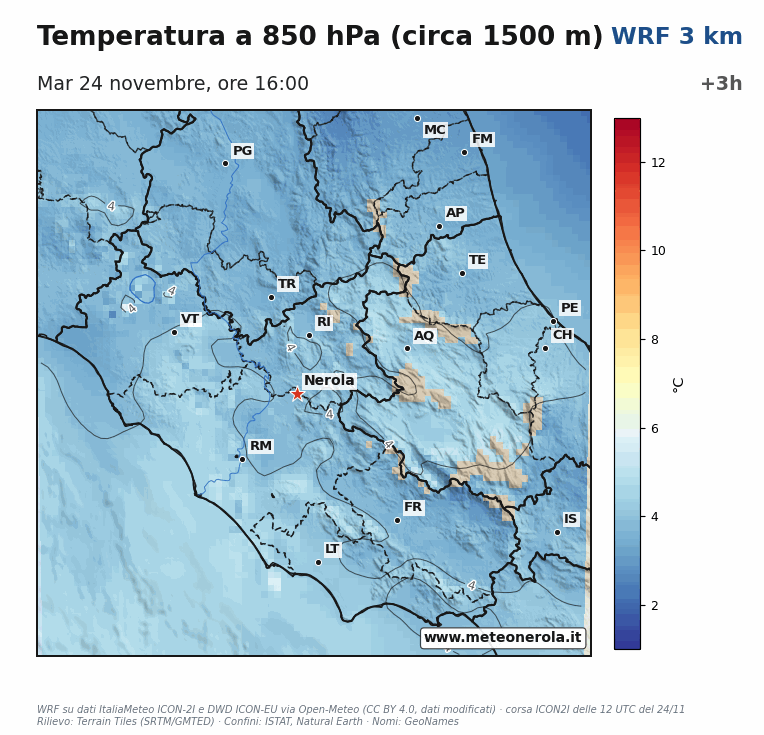 Temperatura a 850 hPa (circa 1500 m) WRF 3 km
Mar 24 novembre, ore 16:00 +3h
MC
FM
PG
AP
TE
TR
PE
VT
RI
AQ
CH
Nerola
RM
FR
IS
LT
4
4
4
4
4
4
4
www.meteonerola.it
12
10
8
6
4
2
°C
WRF su dati ItaliaMeteo ICON-2I e DWD ICON-EU via Open-Meteo (CC BY 4.0, dati modificati) · corsa ICON2I delle 12 UTC del 24/11
Rilievo: Terrain Tiles (SRTM/GMTED) · Confini: ISTAT, Natural Earth · Nomi: GeoNames